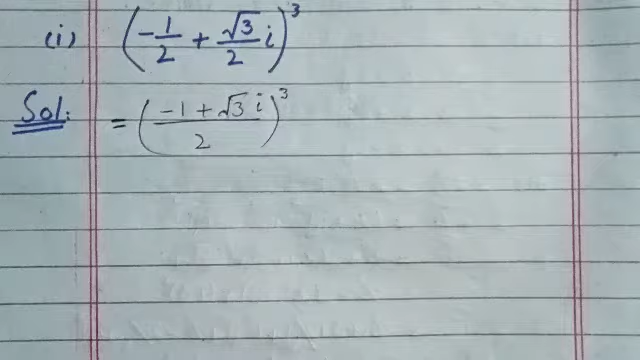 (i) (-1/2 + √3/2 i)³
Sol: = (-1+√3 i / 2)³